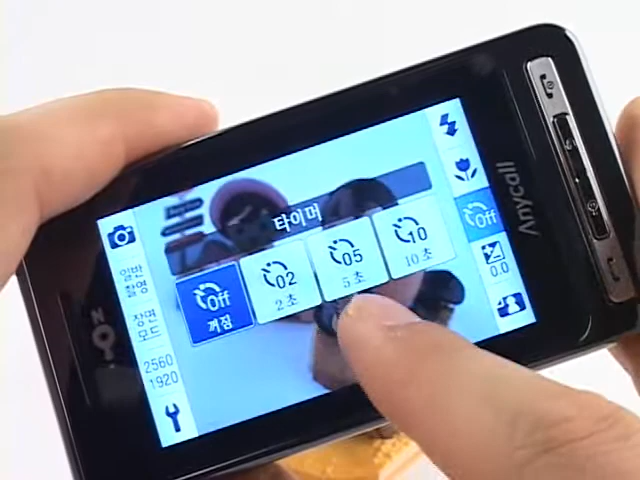 타이머
Off
꺼짐
02
2초
05
5초
10
10초
일반
촬영
장면
모드
2560
1920
Off
0.0
Anycall